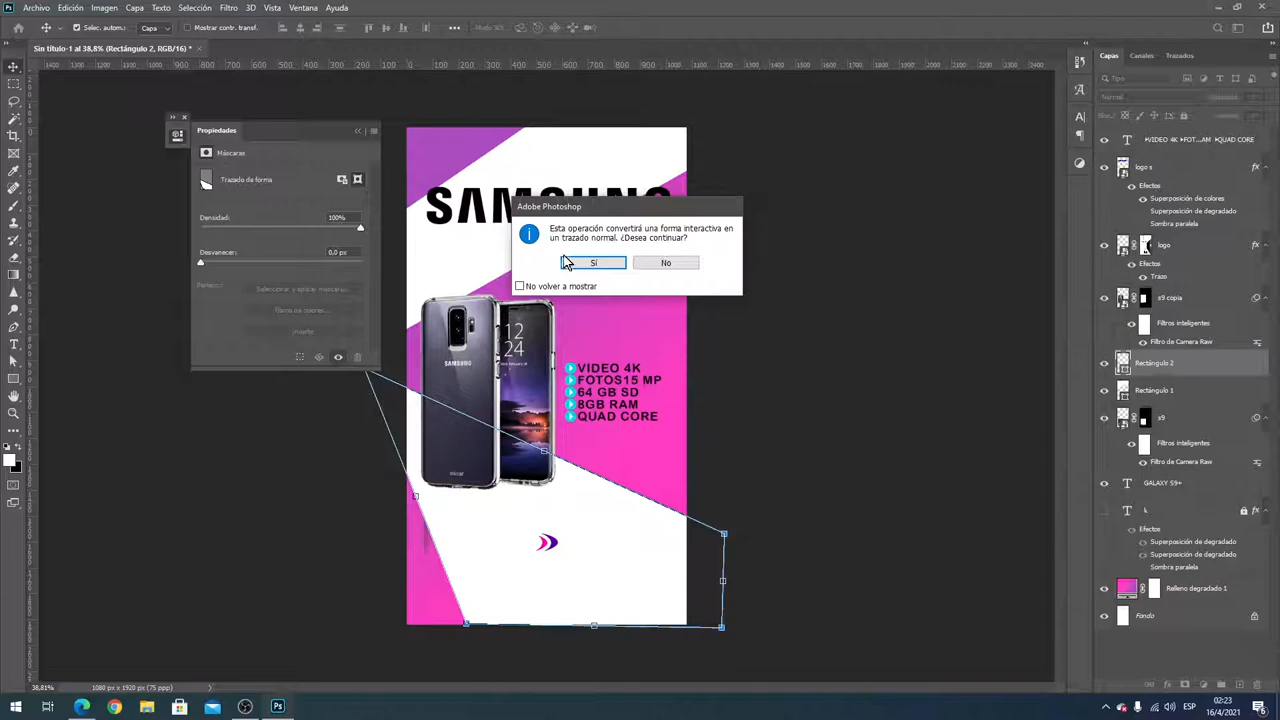 Ps Archivo Edición Imagen Capa Texto Selección Filtro 3D Vista Ventana Ayuda
Selec. autom.: Capa Mostrar contr. transf.
Sin título-1 al 38,8% (Rectángulo 2, RGB/16) *
Propiedades
Máscaras
Trazado de forma
Densidad: 100%
Desvanecer: 0,0 px
Seleccionar y aplicar máscara...
Gama de colores...
Invertir
SAMSUNG
Adobe Photoshop
Esta operación convertirá una forma interactiva en
un trazado normal. ¿Desea continuar?
Sí
No
No volver a mostrar
SAMSUNG
12
24
VIDEO 4K
FOTOS15 MP
64 GB SD
8GB RAM
QUAD CORE
Capas Canales Trazados
Tipo
Normal
VIDEO 4K +FOT...AM +QUAD CORE
logo s
Efectos
Superposición de colores
Superposición de degradado
logo
Efectos
Trazo
s9 copia
Filtros inteligentes
Filtro de Camera Raw
Rectángulo 2
Rectángulo 1
s9
Filtros inteligentes
Filtro de Camera Raw
GALAXY S9+
Efectos
Superposición de degradado
Superposición de degradado
Sombra paralela
Relleno degradado 1
Fondo
38,81% 1080 px x 1920 px (75 ppp)
ESP
02:23
16/4/2021